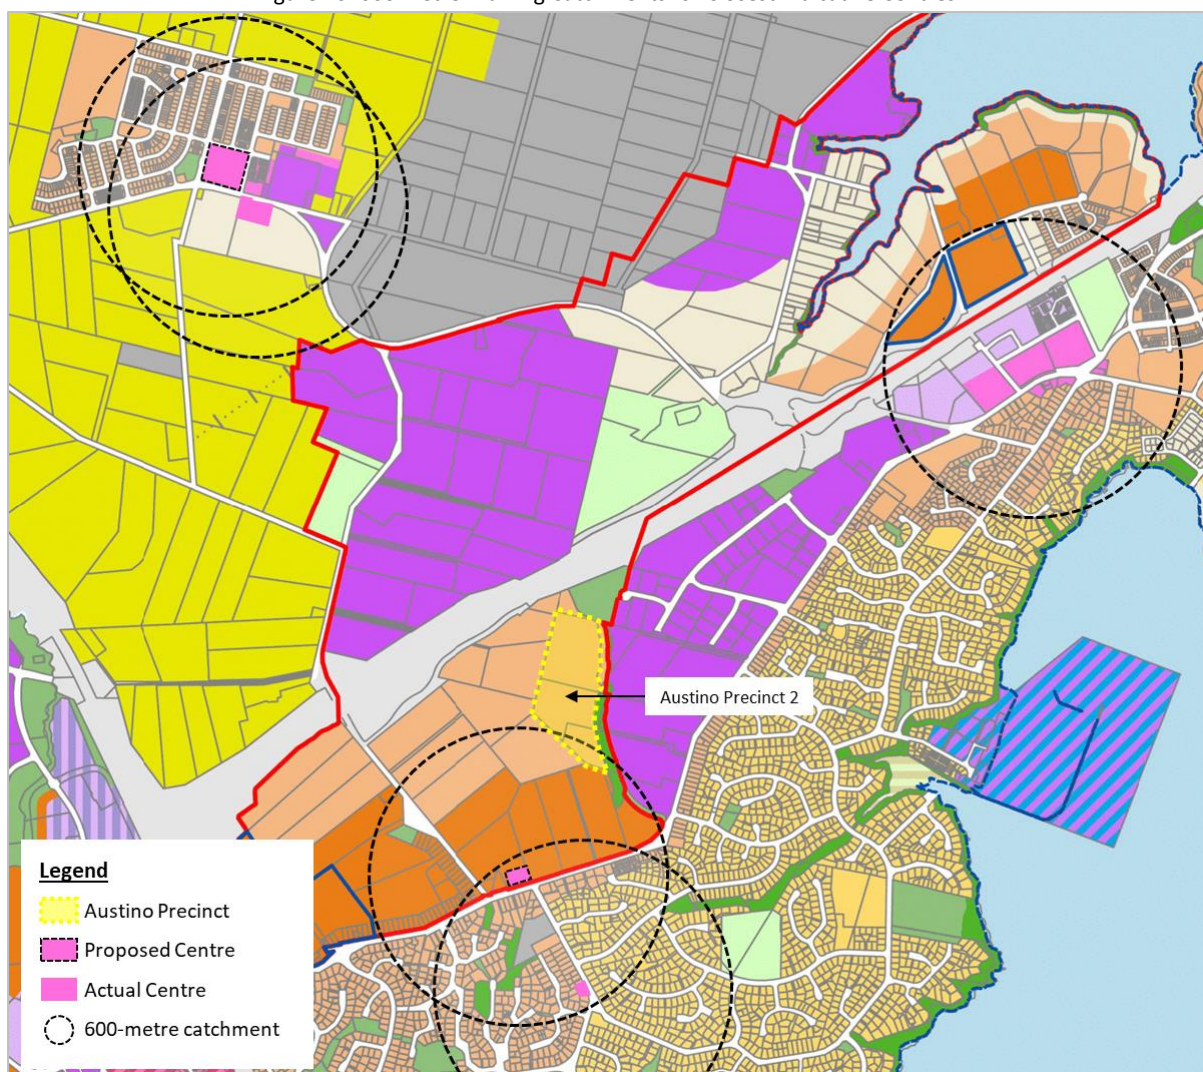 Austino Precinct 2
Legend
Austino Precinct
Proposed Centre
Actual Centre
600-metre catchment